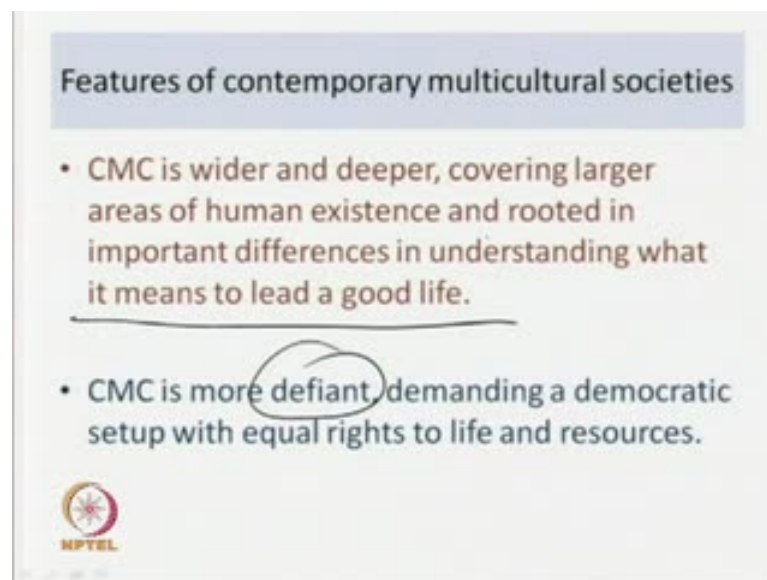 Features of contemporary multicultural societies
• CMC is wider and deeper, covering larger
areas of human existence and rooted in
important differences in understanding what
it means to lead a good life.
• CMC is more defiant, demanding a democratic
setup with equal rights to life and resources.
NPTEL